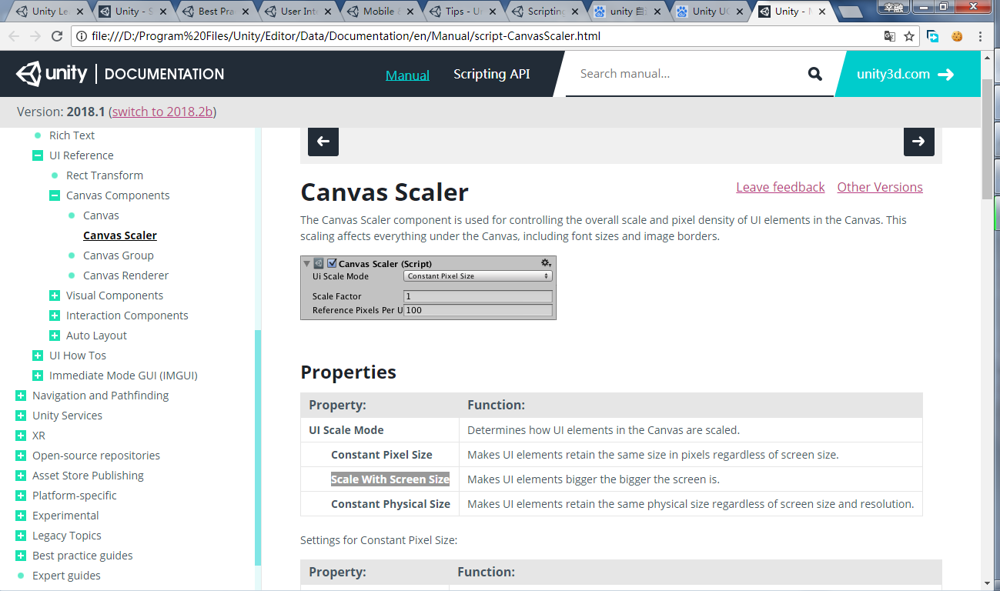 Unity Le
Unity - S
Best Pra
User Inte
Mobile
Tips - U
Scripting
unity 自
Unity UG
Unity - M
幸融
file:///D:/Program%20Files/Unity/Editor/Data/Documentation/en/Manual/script-CanvasScaler.html
unity | DOCUMENTATION
Manual
Scripting API
Search manual...
unity3d.com
Version: 2018.1 (switch to 2018.2b)
Rich Text
UI Reference
Rect Transform
Canvas Components
Canvas
Canvas Scaler
Canvas Group
Canvas Renderer
Visual Components
Interaction Components
Auto Layout
UI How Tos
Immediate Mode GUI (IMGUI)
Navigation and Pathfinding
Unity Services
XR
Open-source repositories
Asset Store Publishing
Platform-specific
Experimental
Legacy Topics
Best practice guides
Expert guides
Canvas Scaler
Leave feedback
Other Versions
The Canvas Scaler component is used for controlling the overall scale and pixel density of UI elements in the Canvas. This
scaling affects everything under the Canvas, including font sizes and image borders.
Canvas Scaler (Script)
Ui Scale Mode Constant Pixel Size
Scale Factor 1
Reference Pixels Per U 100
Properties
Property: Function:
UI Scale Mode Determines how UI elements in the Canvas are scaled.
Constant Pixel Size Makes UI elements retain the same size in pixels regardless of screen size.
Scale With Screen Size Makes UI elements bigger the bigger the screen is.
Constant Physical Size Makes UI elements retain the same physical size regardless of screen size and resolution.
Settings for Constant Pixel Size:
Property: Function: